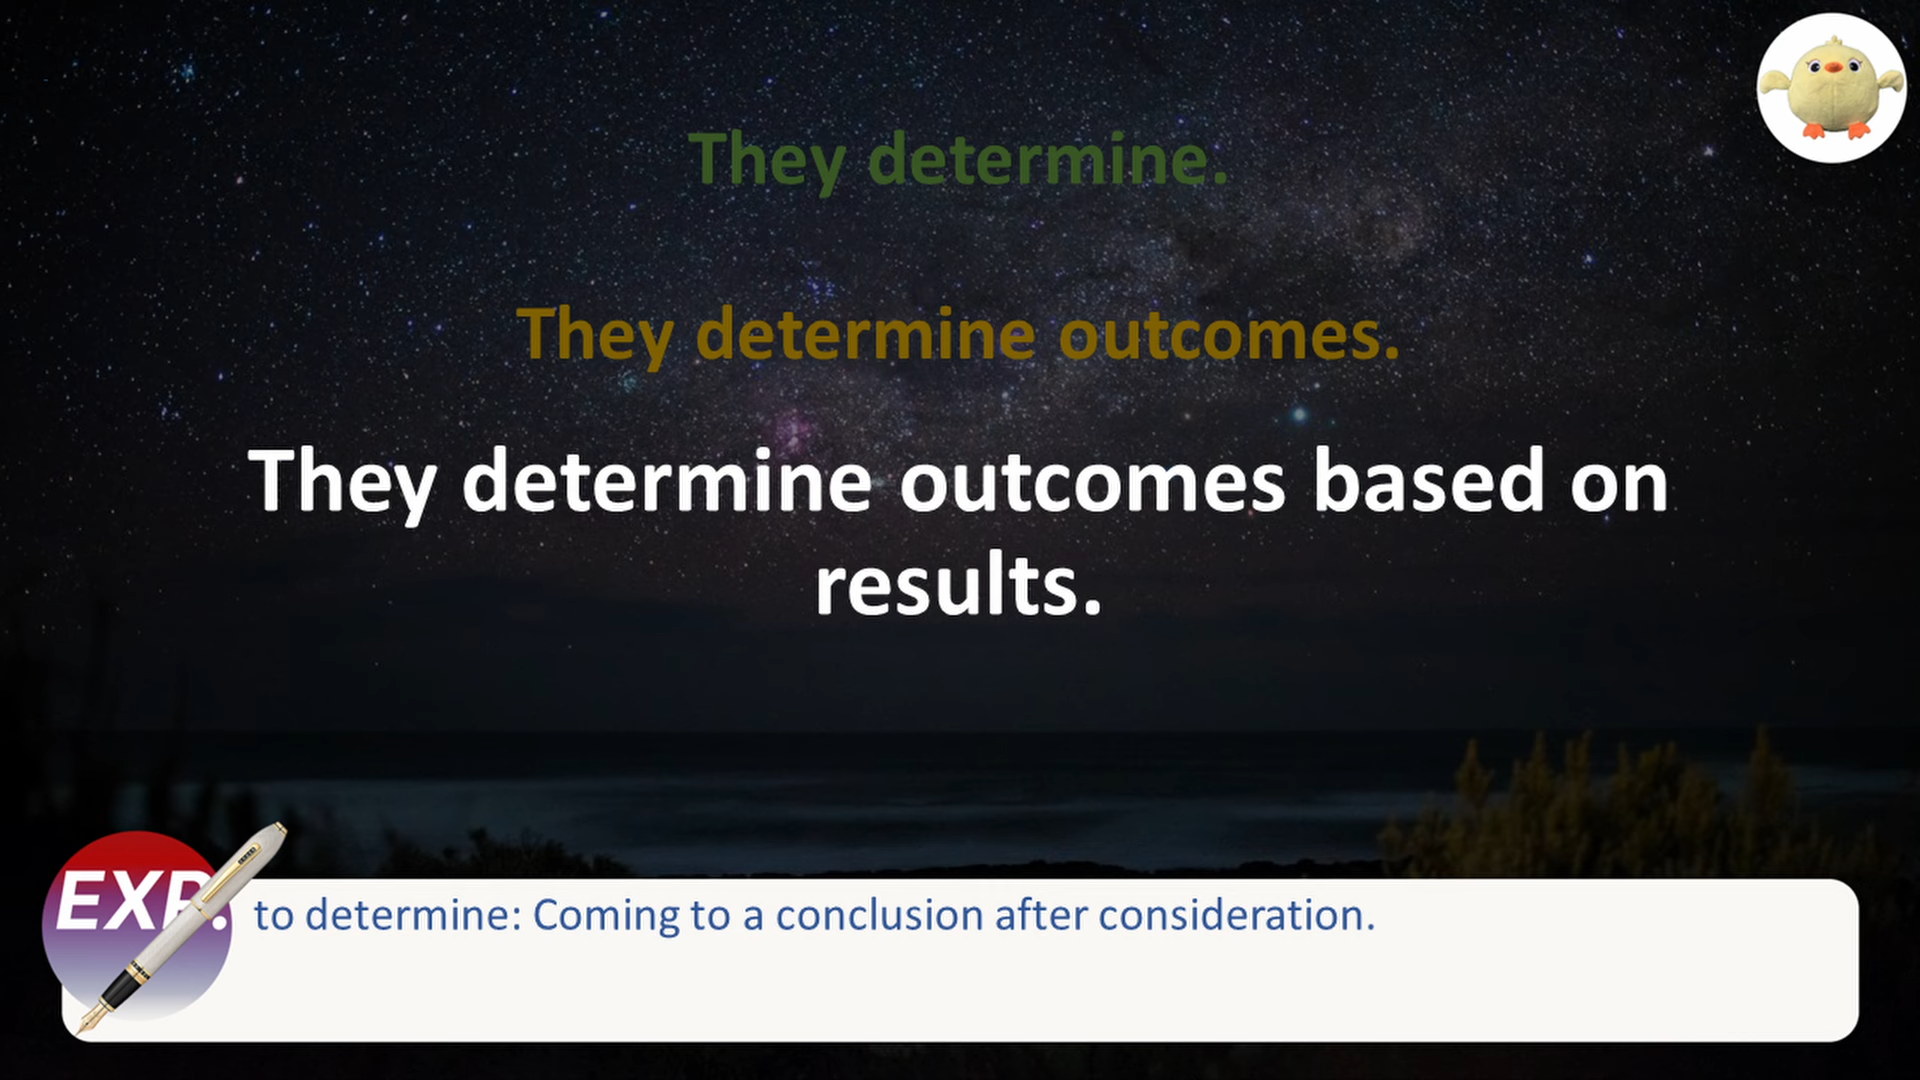 They determine.
They determine outcomes.
They determine outcomes based on
results.
EXP.
to determine: Coming to a conclusion after consideration.